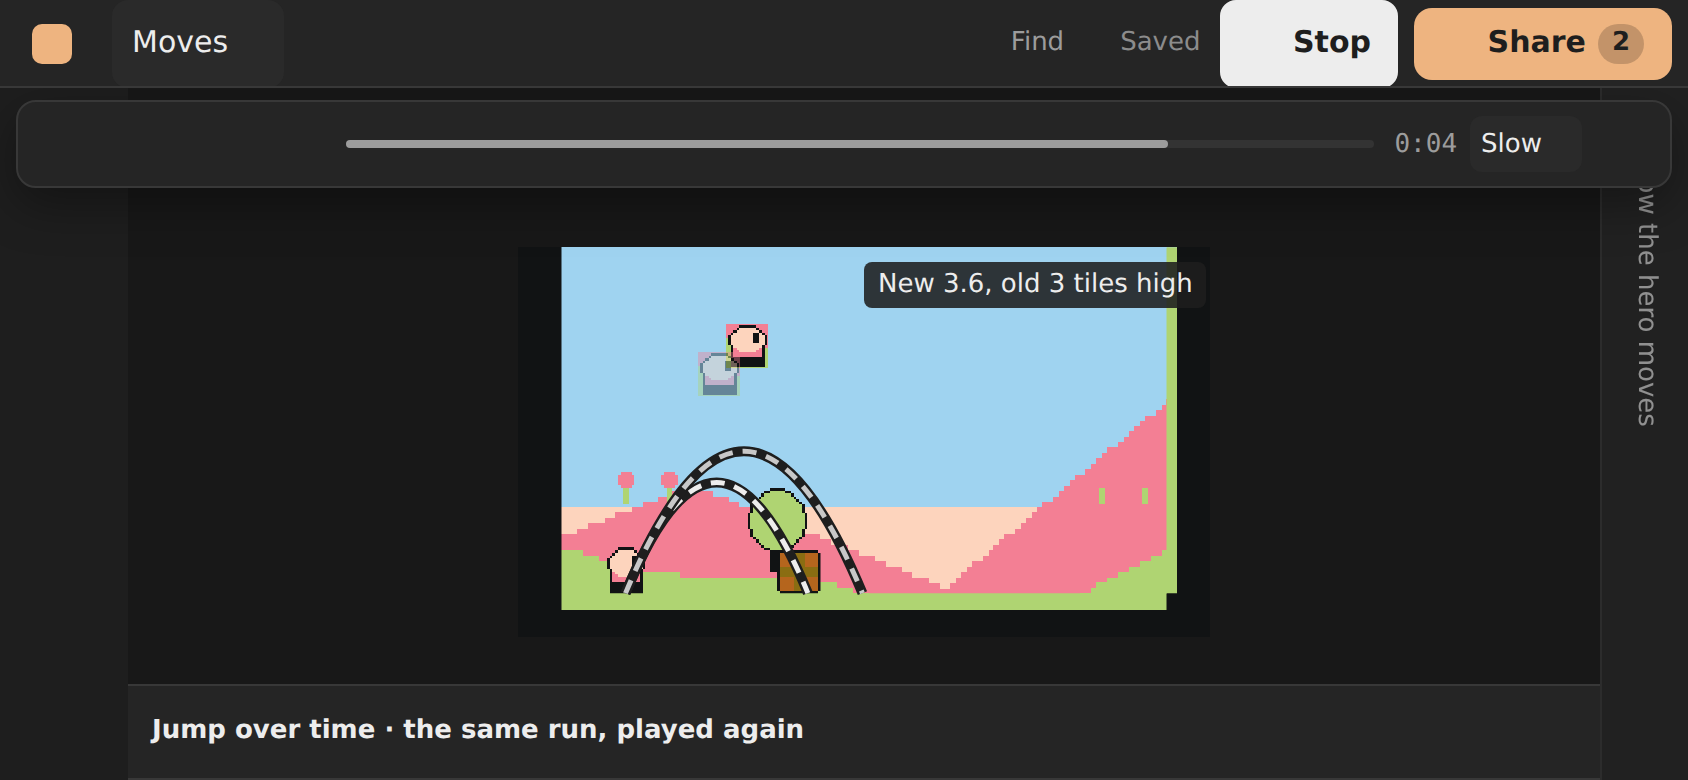 Moves
Find
Saved
Stop
Share 2
0:04
Slow
New 3.6, old 3 tiles high
the hero moves
Jump over time · the same run, played again